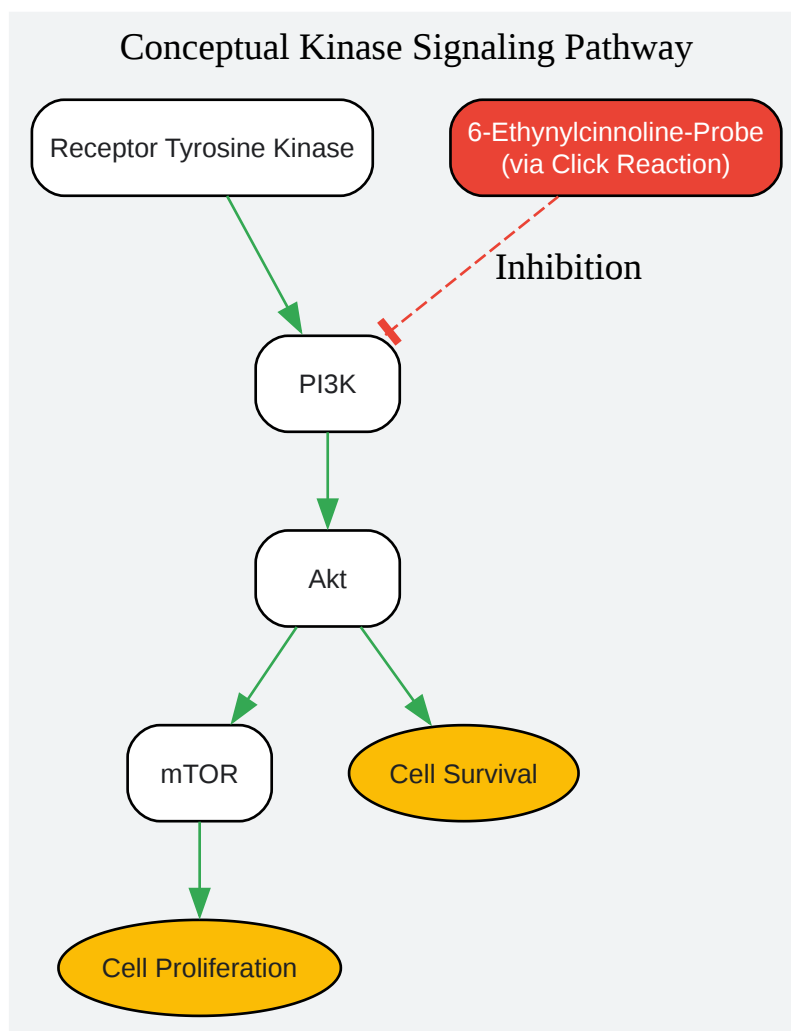 Conceptual Kinase Signaling Pathway
Receptor Tyrosine Kinase
6-Ethynylcinnoline-Probe
(via Click Reaction)
Inhibition
PI3K
Akt
mTOR
Cell Survival
Cell Proliferation